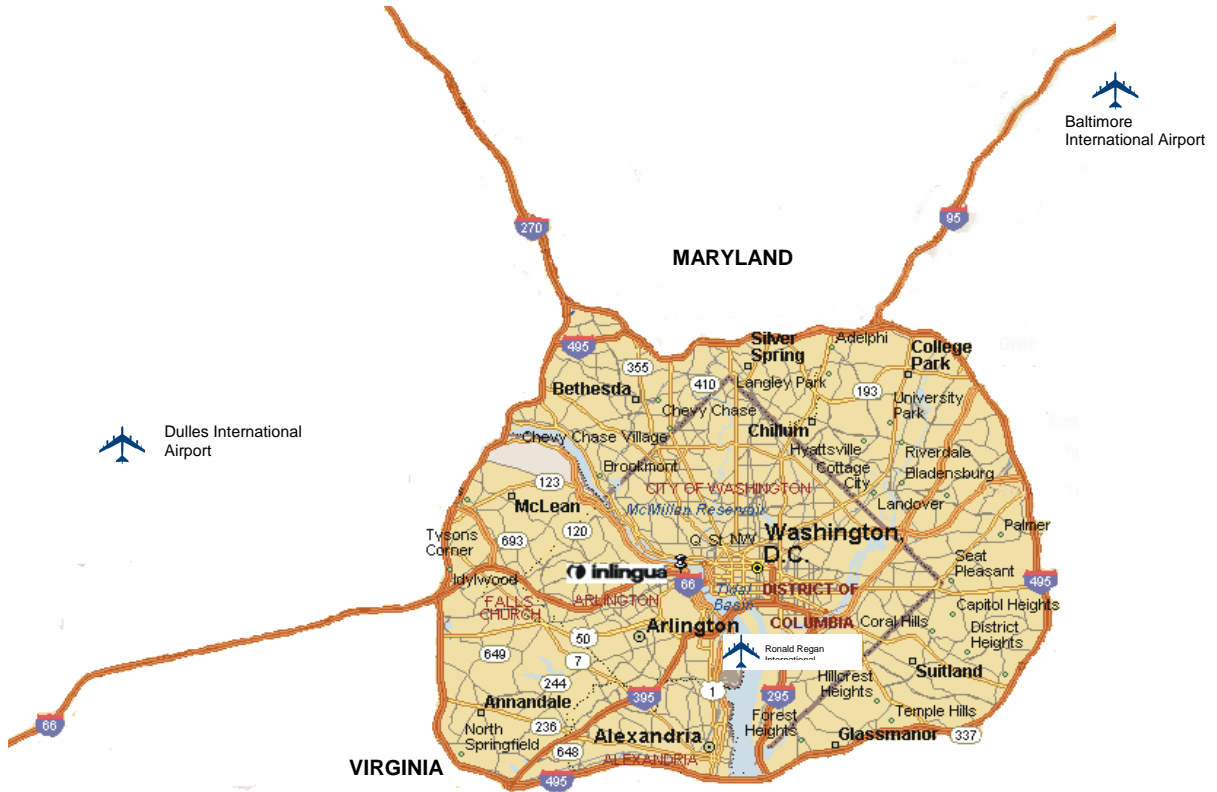 Baltimore
International Airport
270
95
MARYLAND
495
Silver
Spring
Adelphi
College
Park
355
410
Langley Park
193
Bethesda
University
Park
Chevy Chase
Chillum
Dulles International
Airport
Chevy Chase Village
Hyattsville
Riverdale
Brookmont
Cottage
City
Bladensburg
123
CITY OF WASHINGTON
McLean
McMillan Reservoir
Landover
120
Palmer
Tysons
Corner
693
Q St NW
Washington,
D.C.
Seat
Pleasant
Idylwood
inlingua
66
495
FALLS
CHURCH
ARLINGTON
Tidal
Basin
DISTRICT OF
COLUMBIA
Capitol Heights
50
Arlington
Coral Hills
District
Heights
649
7
Ronald Regan
International
244
Suitland
395
1
295
Hillcrest
Heights
Annandale
66
236
North
Springfield
Forest
Heights
Temple Hills
648
Alexandria
Glassmanor
337
ALEXANDRIA
VIRGINIA
495